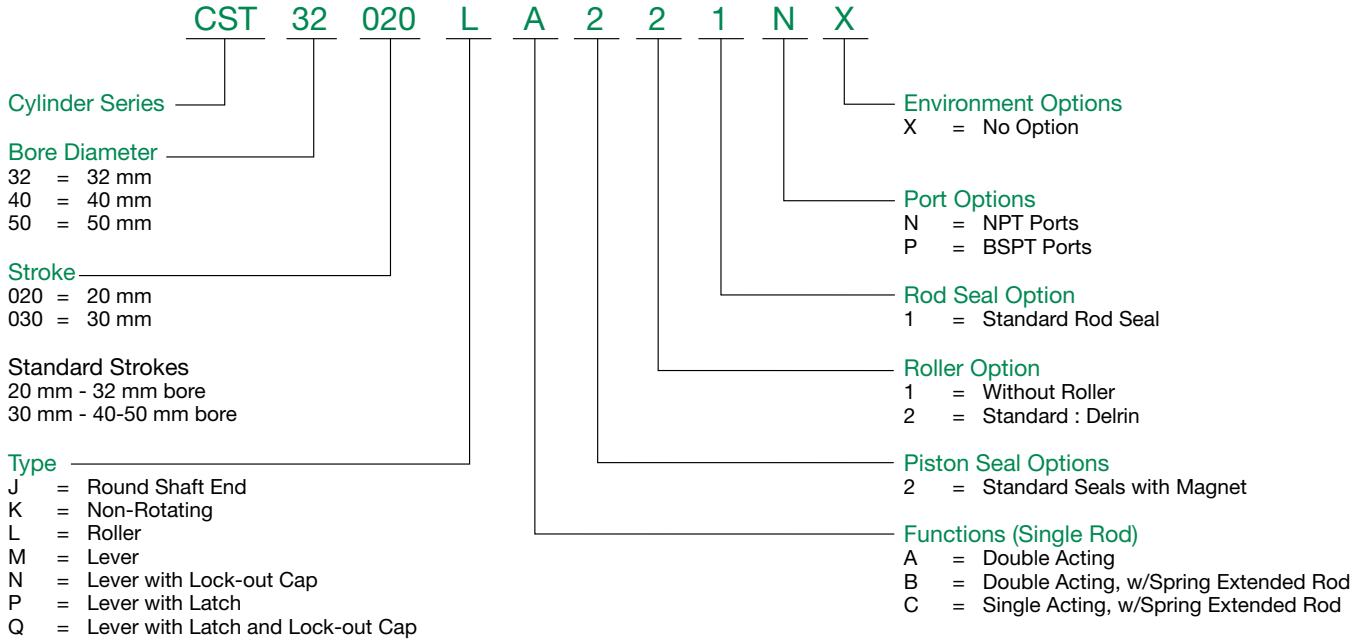 CST 32 020 L A 2 2 1 N X
Cylinder Series
Bore Diameter
32 = 32 mm
40 = 40 mm
50 = 50 mm
Stroke
020 = 20 mm
030 = 30 mm
Standard Strokes
20 mm - 32 mm bore
30 mm - 40-50 mm bore
Type
J = Round Shaft End
K = Non-Rotating
L = Roller
M = Lever
N = Lever with Lock-out Cap
P = Lever with Latch
Q = Lever with Latch and Lock-out Cap
Environment Options
X = No Option
Port Options
N = NPT Ports
P = BSPT Ports
Rod Seal Option
1 = Standard Rod Seal
Roller Option
1 = Without Roller
2 = Standard : Delrin
Piston Seal Options
2 = Standard Seals with Magnet
Functions (Single Rod)
A = Double Acting
B = Double Acting, w/Spring Extended Rod
C = Single Acting, w/Spring Extended Rod